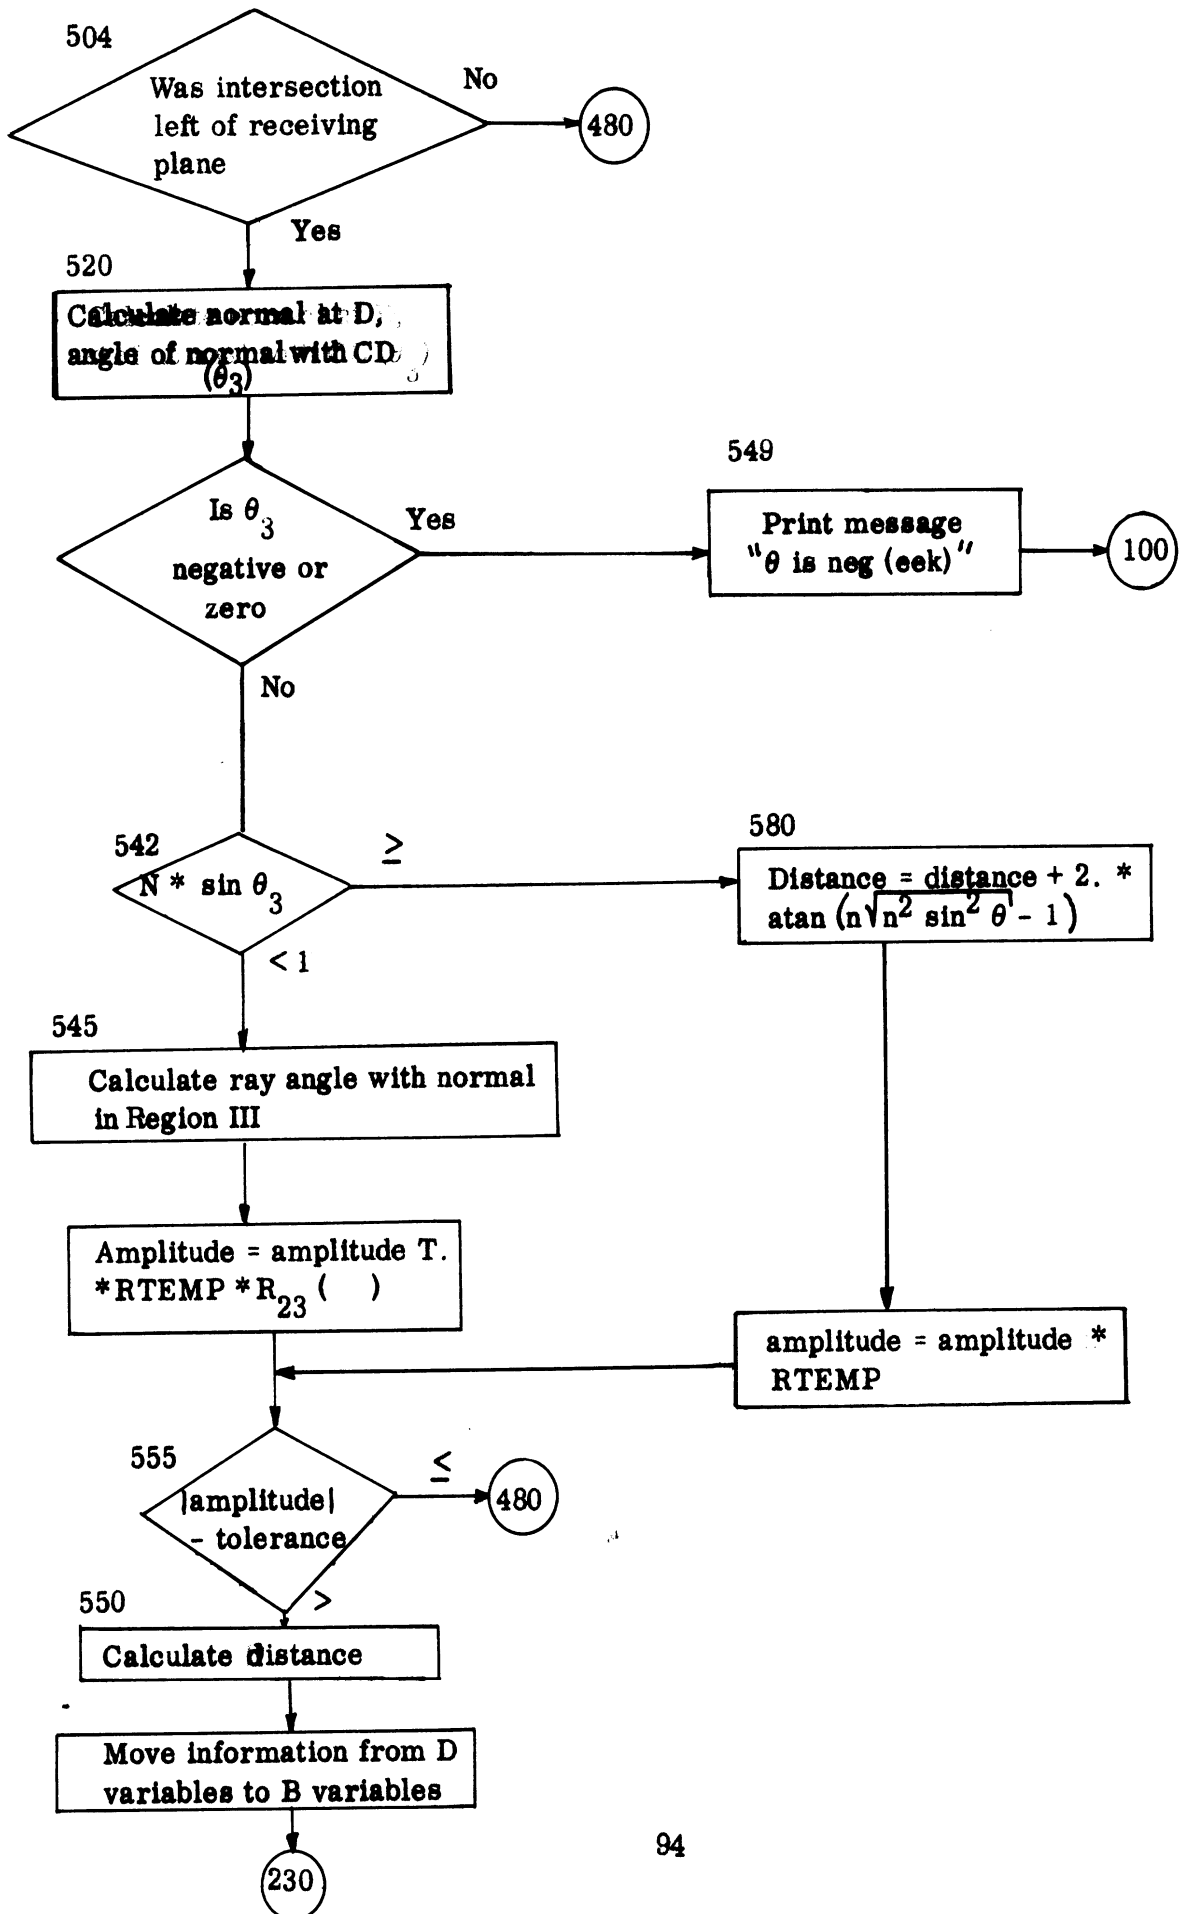 504
Was intersection
left of receiving
plane
No
480
Yes
520
Calculate normal at D,
angle of normal with CD
(θ3)
Is θ3
negative or
zero
Yes
549
Print message
"θ is neg (eek)"
100
No
542
N * sin θ3
≥
580
Distance = distance + 2. *
atan (n√n² sin² θ - 1)
< 1
545
Calculate ray angle with normal
in Region III
Amplitude = amplitude T.
*RTEMP *R23 (   )
amplitude = amplitude *
RTEMP
555
|amplitude|
- tolerance
≤
480
>
550
Calculate distance
Move information from D
variables to B variables
230
94